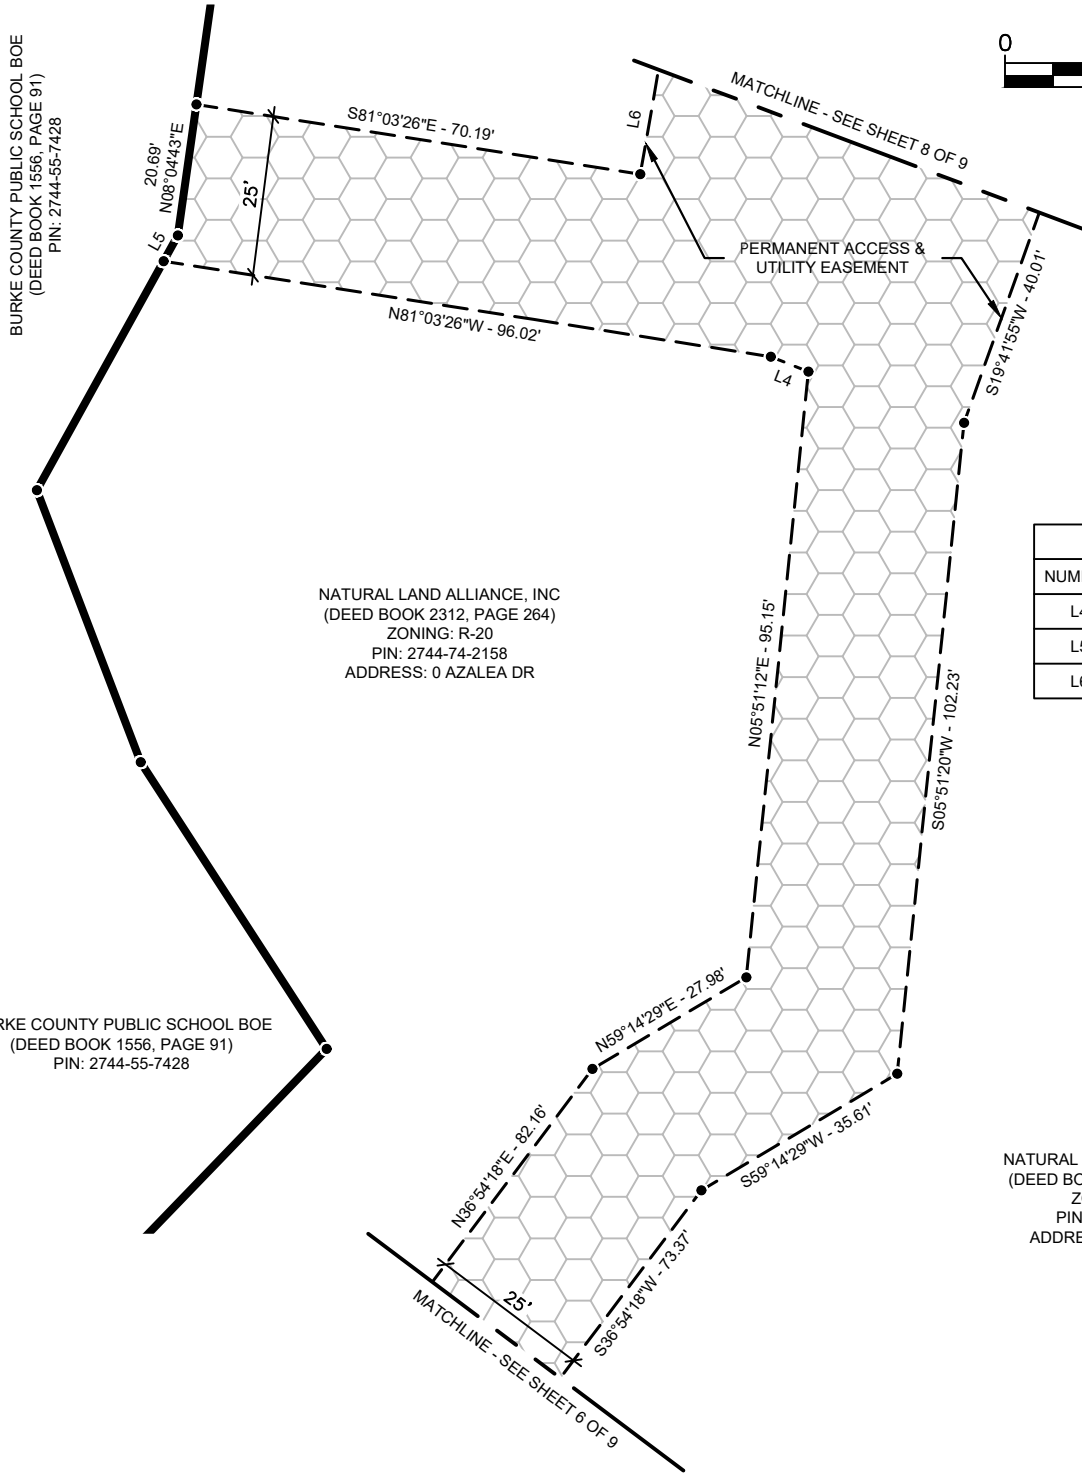 0
BURKE COUNTY PUBLIC SCHOOL BOE
(DEED BOOK 1556, PAGE 91)
PIN: 2744-55-7428
20.69'
N08°04'43"E
L5
25'
S81°03'26"E - 70.19'
L6
MATCHLINE - SEE SHEET 8 OF 9
PERMANENT ACCESS &
UTILITY EASEMENT
S19°41'55"W - 40.01'
N81°03'26"W - 96.02'
L4
NATURAL LAND ALLIANCE, INC
(DEED BOOK 2312, PAGE 264)
ZONING: R-20
PIN: 2744-74-2158
ADDRESS: 0 AZALEA DR
N05°51'12"E - 95.15'
S05°51'20"W - 102.23'
NUM
L4
L5
L6
RKE COUNTY PUBLIC SCHOOL BOE
(DEED BOOK 1556, PAGE 91)
PIN: 2744-55-7428
N59°14'29"E - 27.98'
N36°54'18"E - 82.16'
S59°14'29"W - 35.61'
S36°54'18"W - 73.37'
25'
MATCHLINE - SEE SHEET 6 OF 9
NATURAL
(DEED BO
Z
PIN
ADDRE